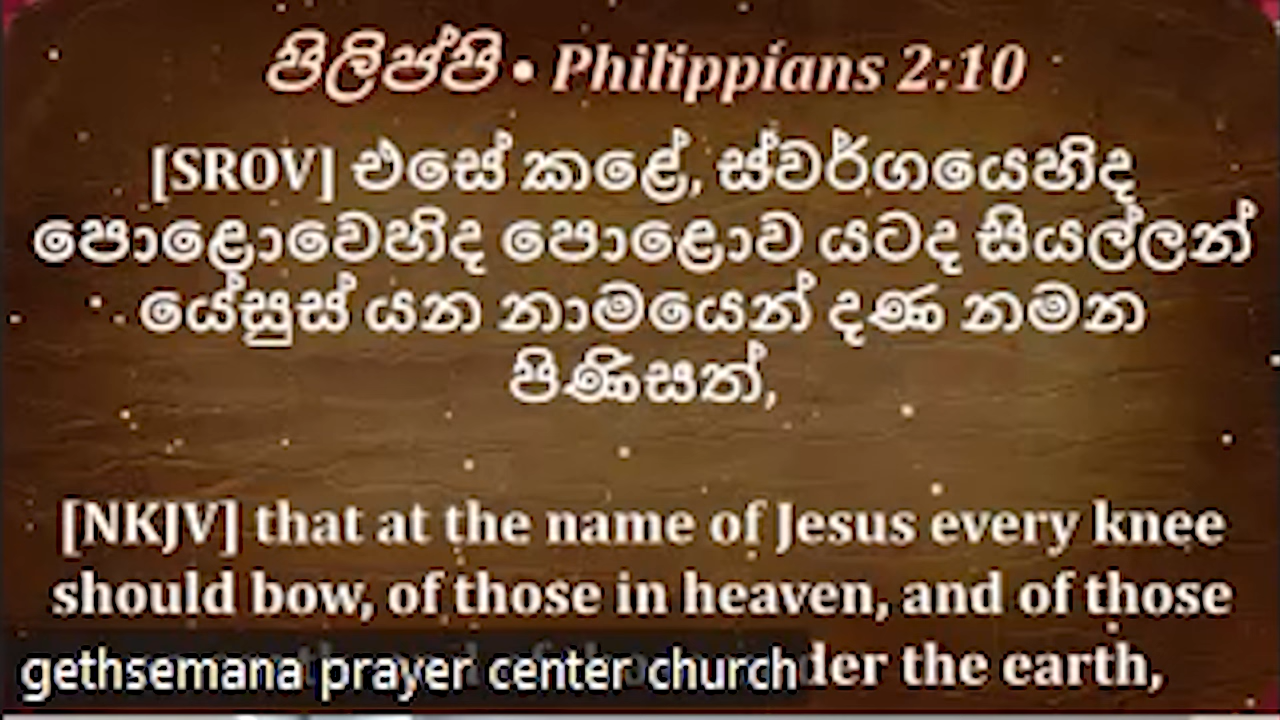 පිලිප්පි • Philippians 2:10
[SROV] එසේ කළේ, ස්වර්ගයෙහිද
පොළොවෙහිද පොළොව යටද සියල්ලන්
යේසුස් යන නාමයෙන් දණ නමන
පිණිසත්,
[NKJV] that at the name of Jesus every knee
should bow, of those in heaven, and of those
der the earth,
gethsemana prayer center church